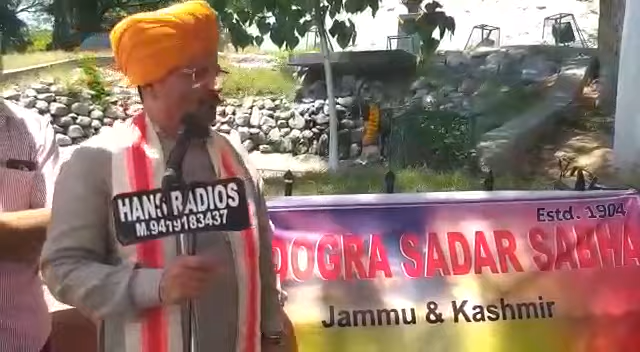 HANS RADIOS
M.9419183437
Estd. 1904
DOGRA SADAR SABHA
Jammu & Kashmir